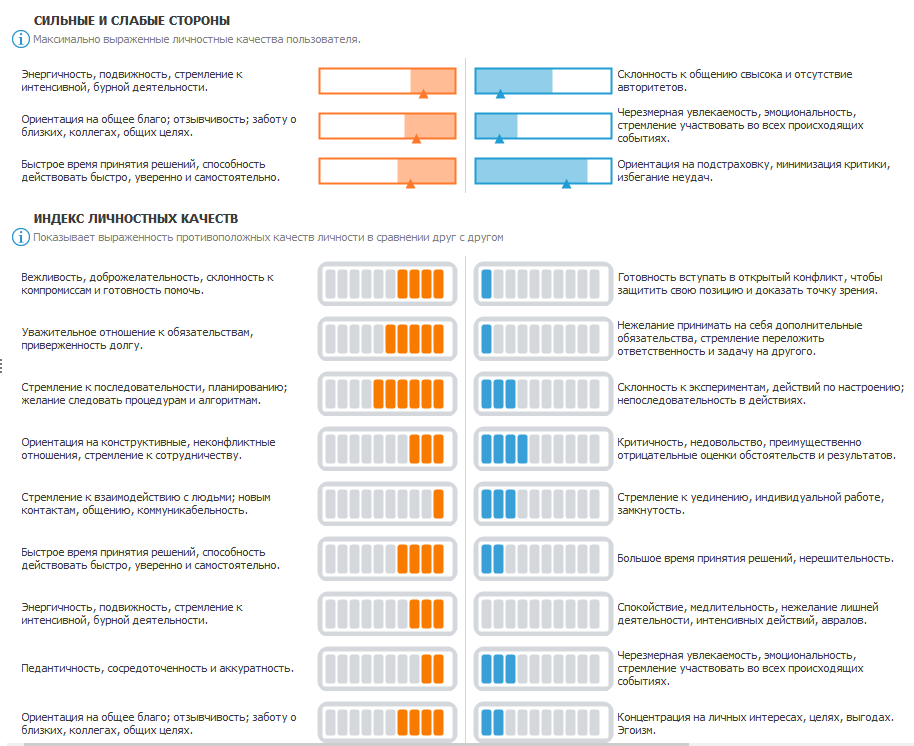 СИЛЬНЫЕ И СЛАБЫЕ СТОРОНЫ
Максимально выраженные личностные качества пользователя.
Энергичность, подвижность, стремление к
интенсивной, бурной деятельности.
Склонность к общению свысока и отсутствие
авторитетов.
Ориентация на общее благо; отзывчивость; заботу о
близких, коллегах, общих целях.
Черезмерная увлекаемость, эмоциональность,
стремление участвовать во всех происходящих
событиях.
Быстрое время принятия решений, способность
действовать быстро, уверенно и самостоятельно.
Ориентация на подстраховку, минимизация критики,
избегание неудач.
ИНДЕКС ЛИЧНОСТНЫХ КАЧЕСТВ
Показывает выраженность противоположных качеств личности в сравнении друг с другом
Вежливость, доброжелательность, склонность к
компромиссам и готовность помочь.
Готовность вступать в открытый конфликт, чтобы
защитить свою позицию и доказать точку зрения.
Уважительное отношение к обязательствам,
приверженность долгу.
Нежелание принимать на себя дополнительные
обязательства, стремление переложить
ответственность и задачу на другого.
Стремление к последовательности, планированию;
желание следовать процедурам и алгоритмам.
Склонность к экспериментам, действий по настроению;
непоследовательность в действиях.
Ориентация на конструктивные, неконфликтные
отношения, стремление к сотрудничеству.
Критичность, недовольство, преимущественно
отрицательные оценки обстоятельств и результатов.
Стремление к взаимодействию с людьми; новым
контактам, общению, коммуникабельность.
Стремление к уединению, индивидуальной работе,
замкнутость.
Быстрое время принятия решений, способность
действовать быстро, уверенно и самостоятельно.
Большое время принятия решений, нерешительность.
Энергичность, подвижность, стремление к
интенсивной, бурной деятельности.
Спокойствие, медлительность, нежелание лишней
деятельности, интенсивных действий, авралов.
Педантичность, сосредоточенность и аккуратность.
Черезмерная увлекаемость, эмоциональность,
стремление участвовать во всех происходящих
событиях.
Ориентация на общее благо; отзывчивость; заботу о
близких, коллегах, общих целях.
Концентрация на личных интересах, целях, выгодах.
Эгоизм.